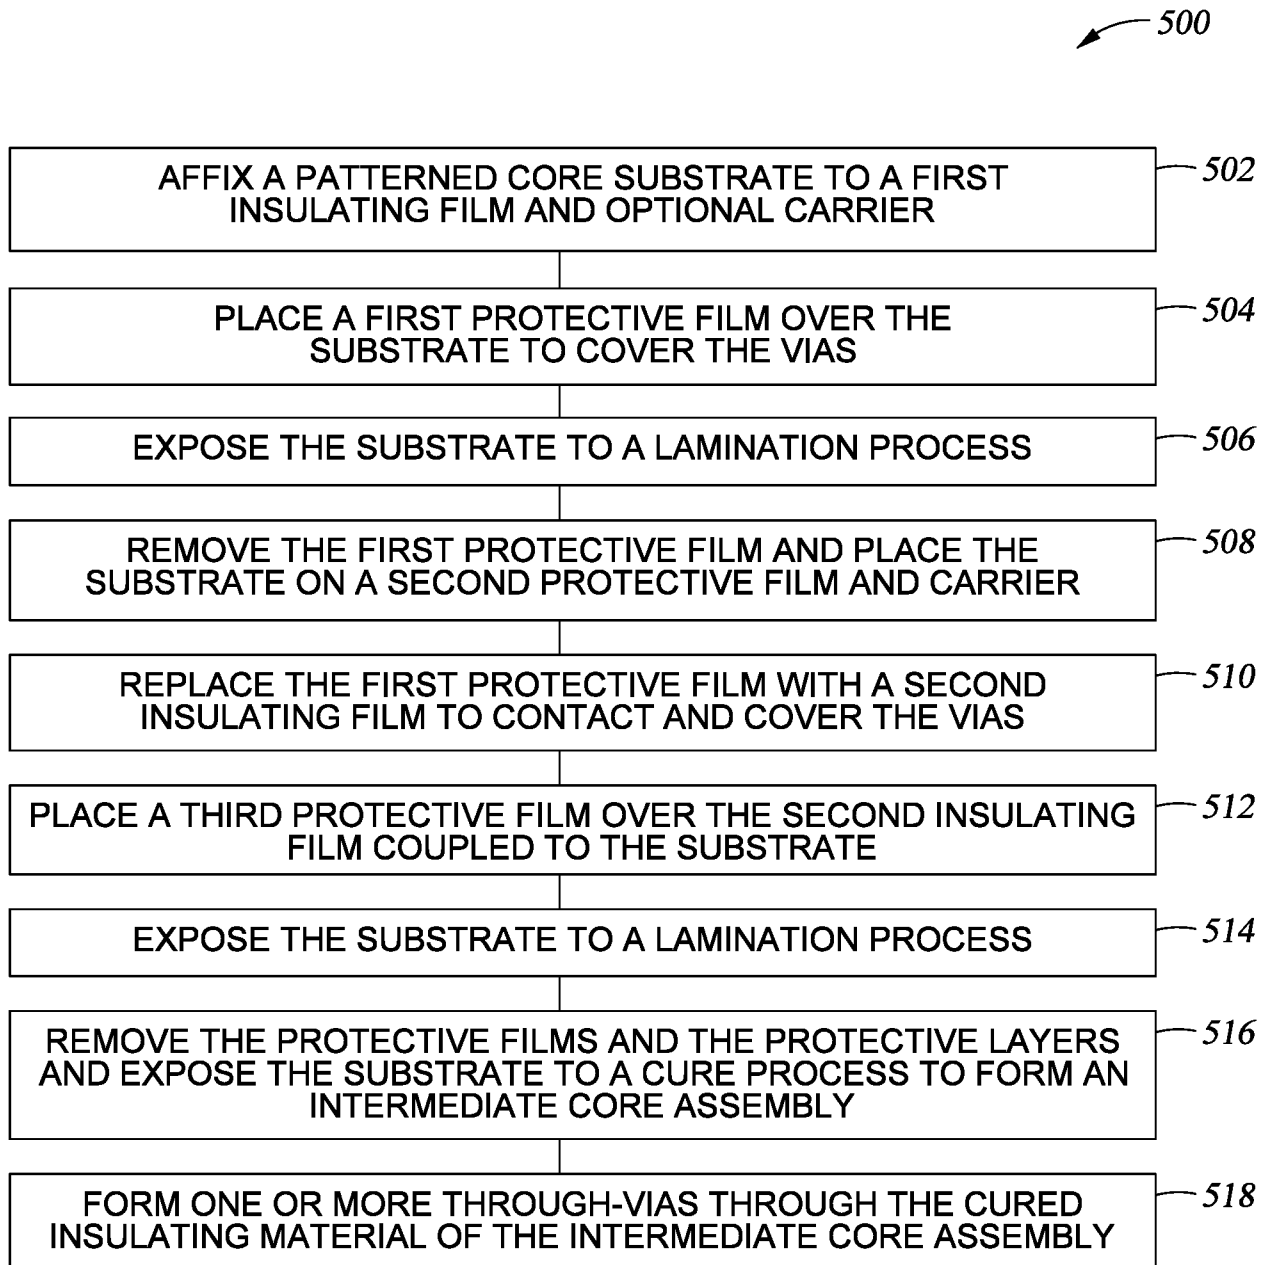 500
AFFIX A PATTERNED CORE SUBSTRATE TO A FIRST
INSULATING FILM AND OPTIONAL CARRIER
502
PLACE A FIRST PROTECTIVE FILM OVER THE
SUBSTRATE TO COVER THE VIAS
504
EXPOSE THE SUBSTRATE TO A LAMINATION PROCESS
506
REMOVE THE FIRST PROTECTIVE FILM AND PLACE THE
SUBSTRATE ON A SECOND PROTECTIVE FILM AND CARRIER
508
REPLACE THE FIRST PROTECTIVE FILM WITH A SECOND
INSULATING FILM TO CONTACT AND COVER THE VIAS
510
PLACE A THIRD PROTECTIVE FILM OVER THE SECOND INSULATING
FILM COUPLED TO THE SUBSTRATE
512
EXPOSE THE SUBSTRATE TO A LAMINATION PROCESS
514
REMOVE THE PROTECTIVE FILMS AND THE PROTECTIVE LAYERS
AND EXPOSE THE SUBSTRATE TO A CURE PROCESS TO FORM AN
INTERMEDIATE CORE ASSEMBLY
516
FORM ONE OR MORE THROUGH-VIAS THROUGH THE CURED
INSULATING MATERIAL OF THE INTERMEDIATE CORE ASSEMBLY
518